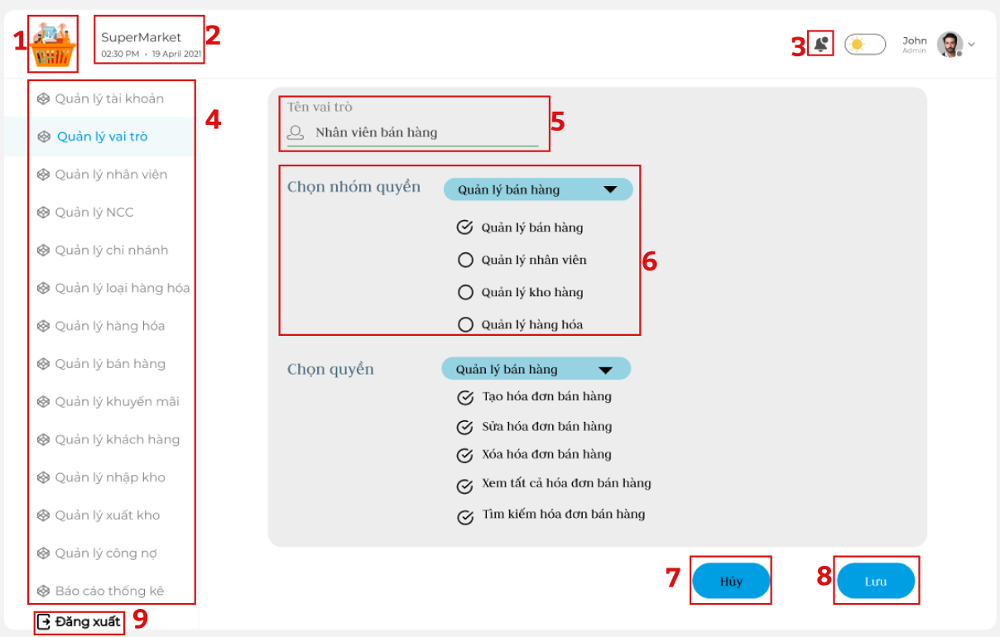 1
SuperMarket
02:30 PM · 19 April 2021
2
3
John
Admin
4
Quản lý tài khoản
Quản lý vai trò
Quản lý nhân viên
Quản lý NCC
Quản lý chi nhánh
Quản lý loại hàng hóa
Quản lý hàng hóa
Quản lý bán hàng
Quản lý khuyến mãi
Quản lý khách hàng
Quản lý nhập kho
Quản lý xuất kho
Quản lý công nợ
Báo cáo thống kê
Đăng xuất
9
Tên vai trò
Nhân viên bán hàng
5
Chọn nhóm quyền
Quản lý bán hàng
Quản lý bán hàng
Quản lý nhân viên
Quản lý kho hàng
Quản lý hàng hóa
6
Chọn quyền
Quản lý bán hàng
Tạo hóa đơn bán hàng
Sửa hóa đơn bán hàng
Xóa hóa đơn bán hàng
Xem tất cả hóa đơn bán hàng
Tìm kiếm hóa đơn bán hàng
7
Hủy
8
Lưu